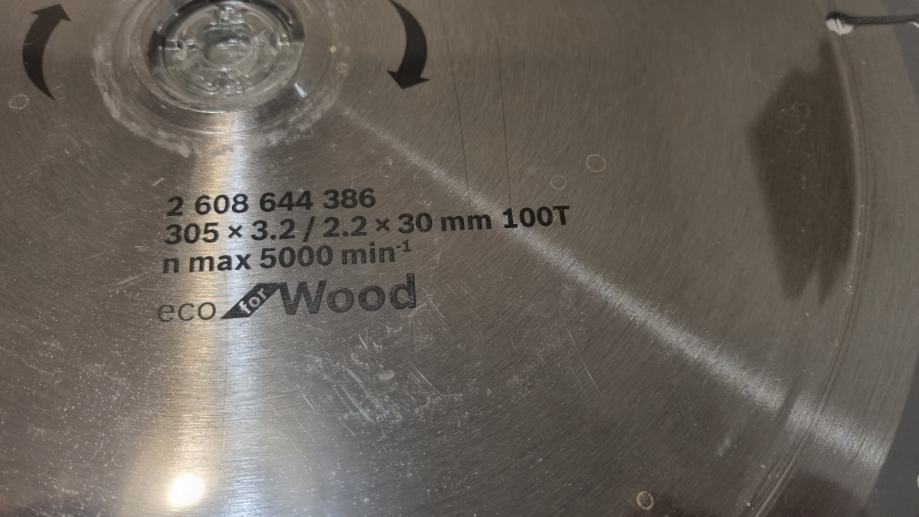 2 608 644 386
305 × 3.2 / 2.2 × 30 mm 100T
n max 5000 min⁻¹
eco for Wood